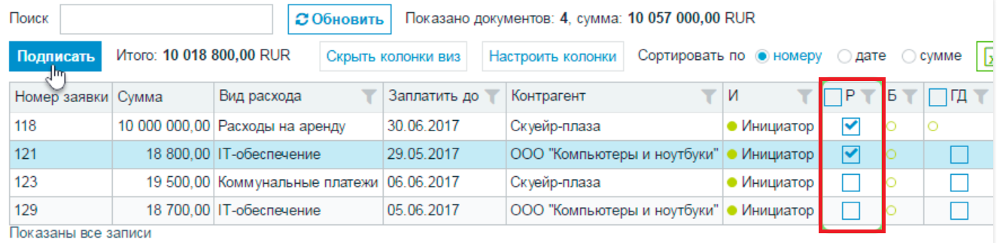 Поиск Обновить Показано документов: 4, сумма: 10 057 000,00 RUR
Подписать Итого: 10 018 800,00 RUR Скрыть колонки виз Настроить колонки Сортировать по номеру дате сумме
Номер заявки Сумма Вид расхода Заплатить до Контрагент И Р Б ГД
118 10 000 000,00 Расходы на аренду 30.06.2017 Скуейр-плаза Инициатор
121 18 800,00 IT-обеспечение 29.05.2017 ООО "Компьютеры и ноутбуки" Инициатор
123 19 500,00 Коммунальные платежи 06.06.2017 Скуейр-плаза Инициатор
129 18 700,00 IT-обеспечение 05.06.2017 ООО "Компьютеры и ноутбуки" Инициатор
Показаны все записи